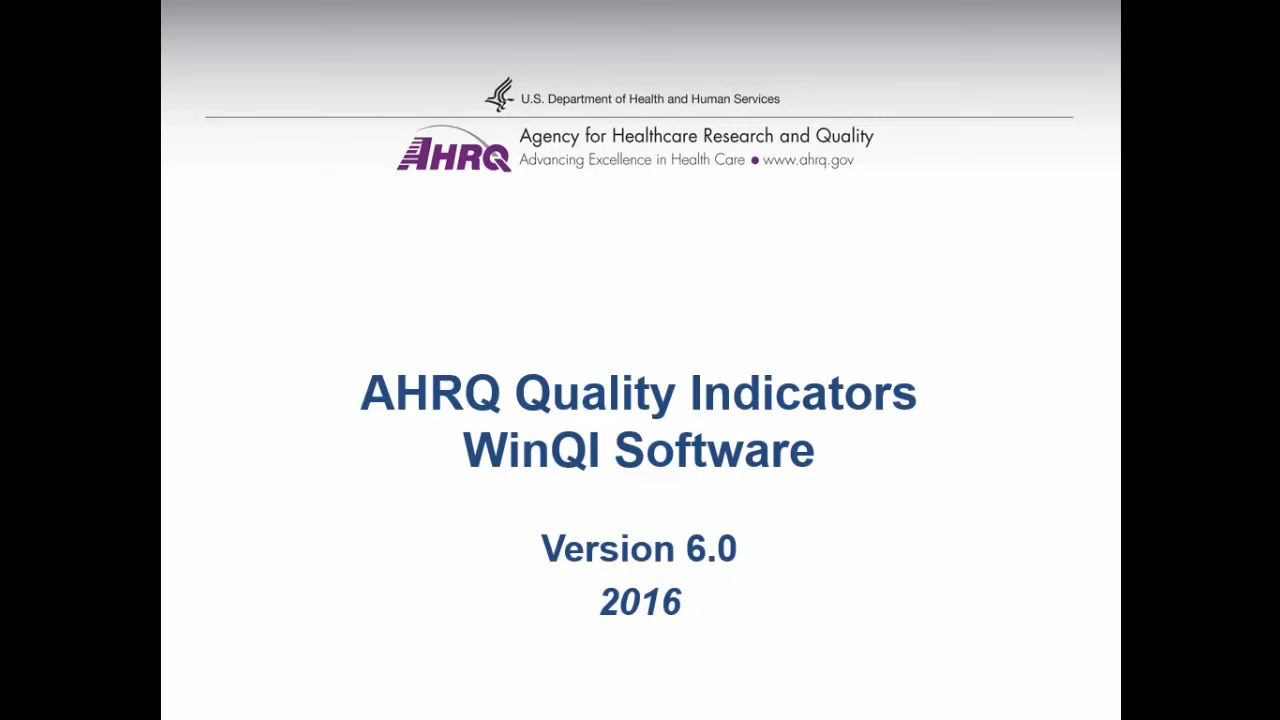 U.S. Department of Health and Human Services
AHRQ
Agency for Healthcare Research and Quality
Advancing Excellence in Health Care ● www.ahrq.gov
AHRQ Quality Indicators
WinQI Software
Version 6.0
2016